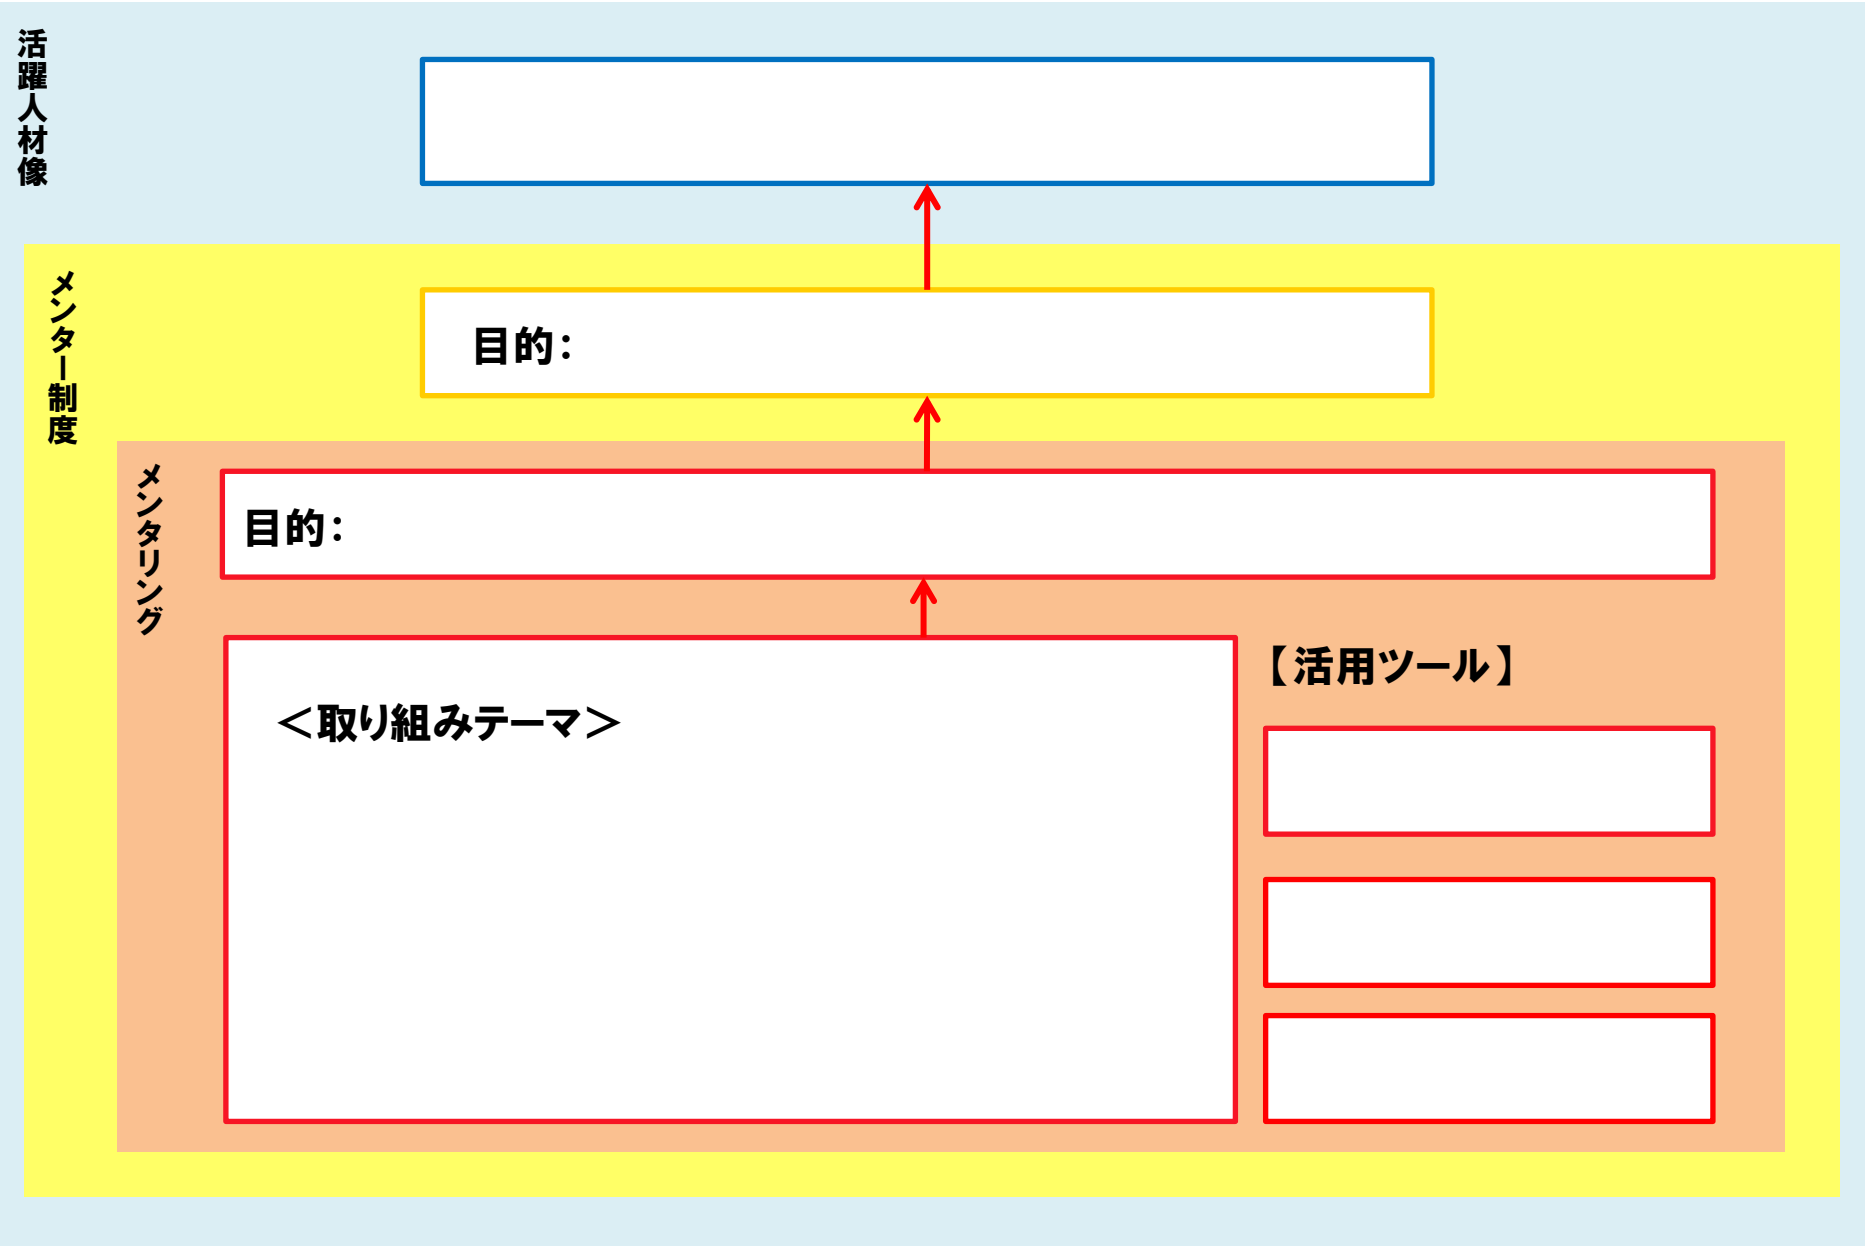 活躍人材像
メンター制度
目的：
メンタリング
目的：
＜取り組みテーマ＞
【活用ツール】